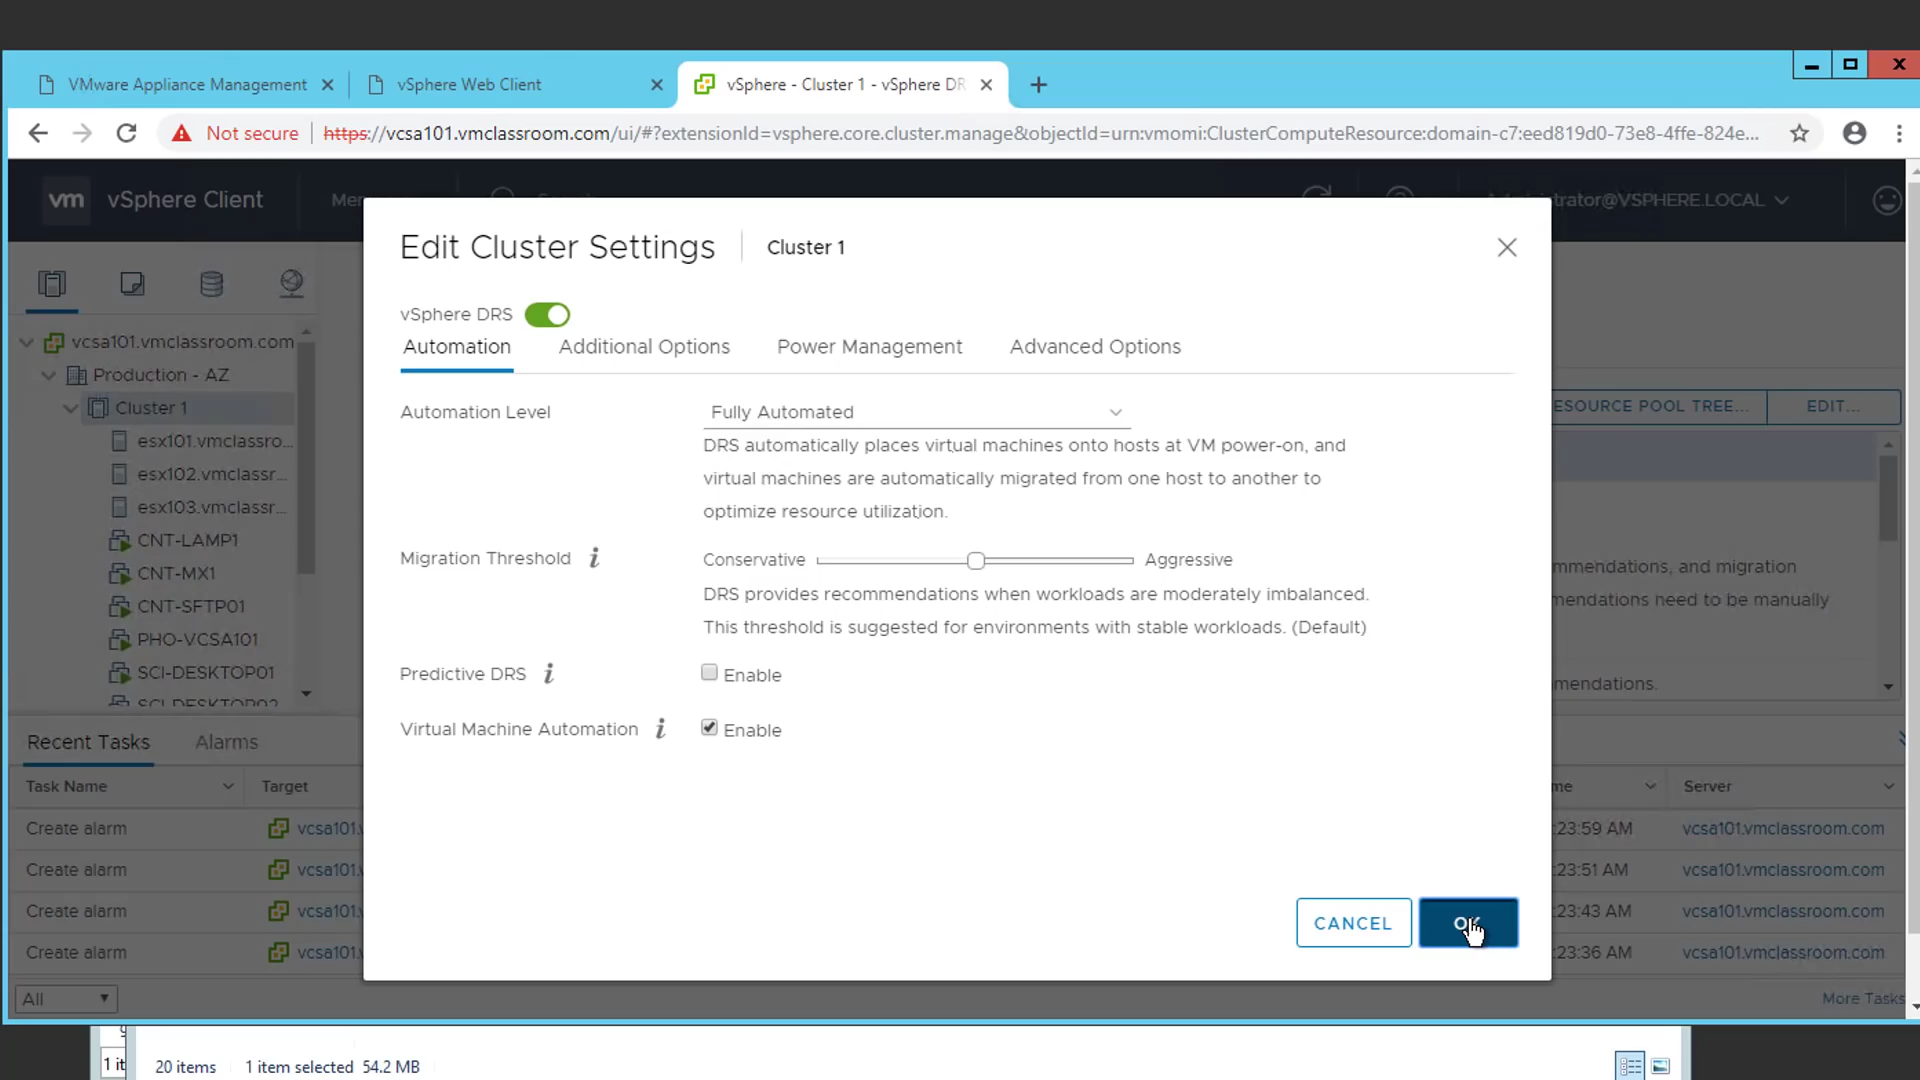 VMware Appliance Management
vSphere Web Client
vSphere - Cluster 1 - vSphere DR
Not secure
https://vcsa101.vmclassroom.com/ui/#?extensionId=vsphere.core.cluster.manage&objectId=urn:vmomi:ClusterComputeResource:domain-c7:eed819d0-73e8-4ffe-824e...
vm vSphere Client
trator@VSPHERE.LOCAL
Edit Cluster Settings
Cluster 1
vSphere DRS
Automation
Additional Options
Power Management
Advanced Options
Automation Level
Fully Automated
DRS automatically places virtual machines onto hosts at VM power-on, and
virtual machines are automatically migrated from one host to another to
optimize resource utilization.
Migration Threshold
Conservative
Aggressive
DRS provides recommendations when workloads are moderately imbalanced.
This threshold is suggested for environments with stable workloads. (Default)
Predictive DRS
Enable
Virtual Machine Automation
Enable
CANCEL
OK
vcsa101.vmclassroom.com
Production - AZ
Cluster 1
esx101.vmclassro...
esx102.vmclassr...
esx103.vmclassr...
CNT-LAMP1
CNT-MX1
CNT-SFTP01
PHO-VCSA101
SCI-DESKTOP01
SCI-DESKTOP02
ESOURCE POOL TREE...
EDIT...
mmendations, and migration
mendations need to be manually
mendations.
Recent Tasks
Alarms
Task Name
Target
me
Server
Create alarm
vcsa101.
:23:59 AM
vcsa101.vmclassroom.com
Create alarm
vcsa101.
:23:51 AM
vcsa101.vmclassroom.com
Create alarm
vcsa101.
:23:43 AM
vcsa101.vmclassroom.com
Create alarm
vcsa101.
:23:36 AM
vcsa101.vmclassroom.com
All
More Tasks
1 it
20 items
1 item selected 54.2 MB